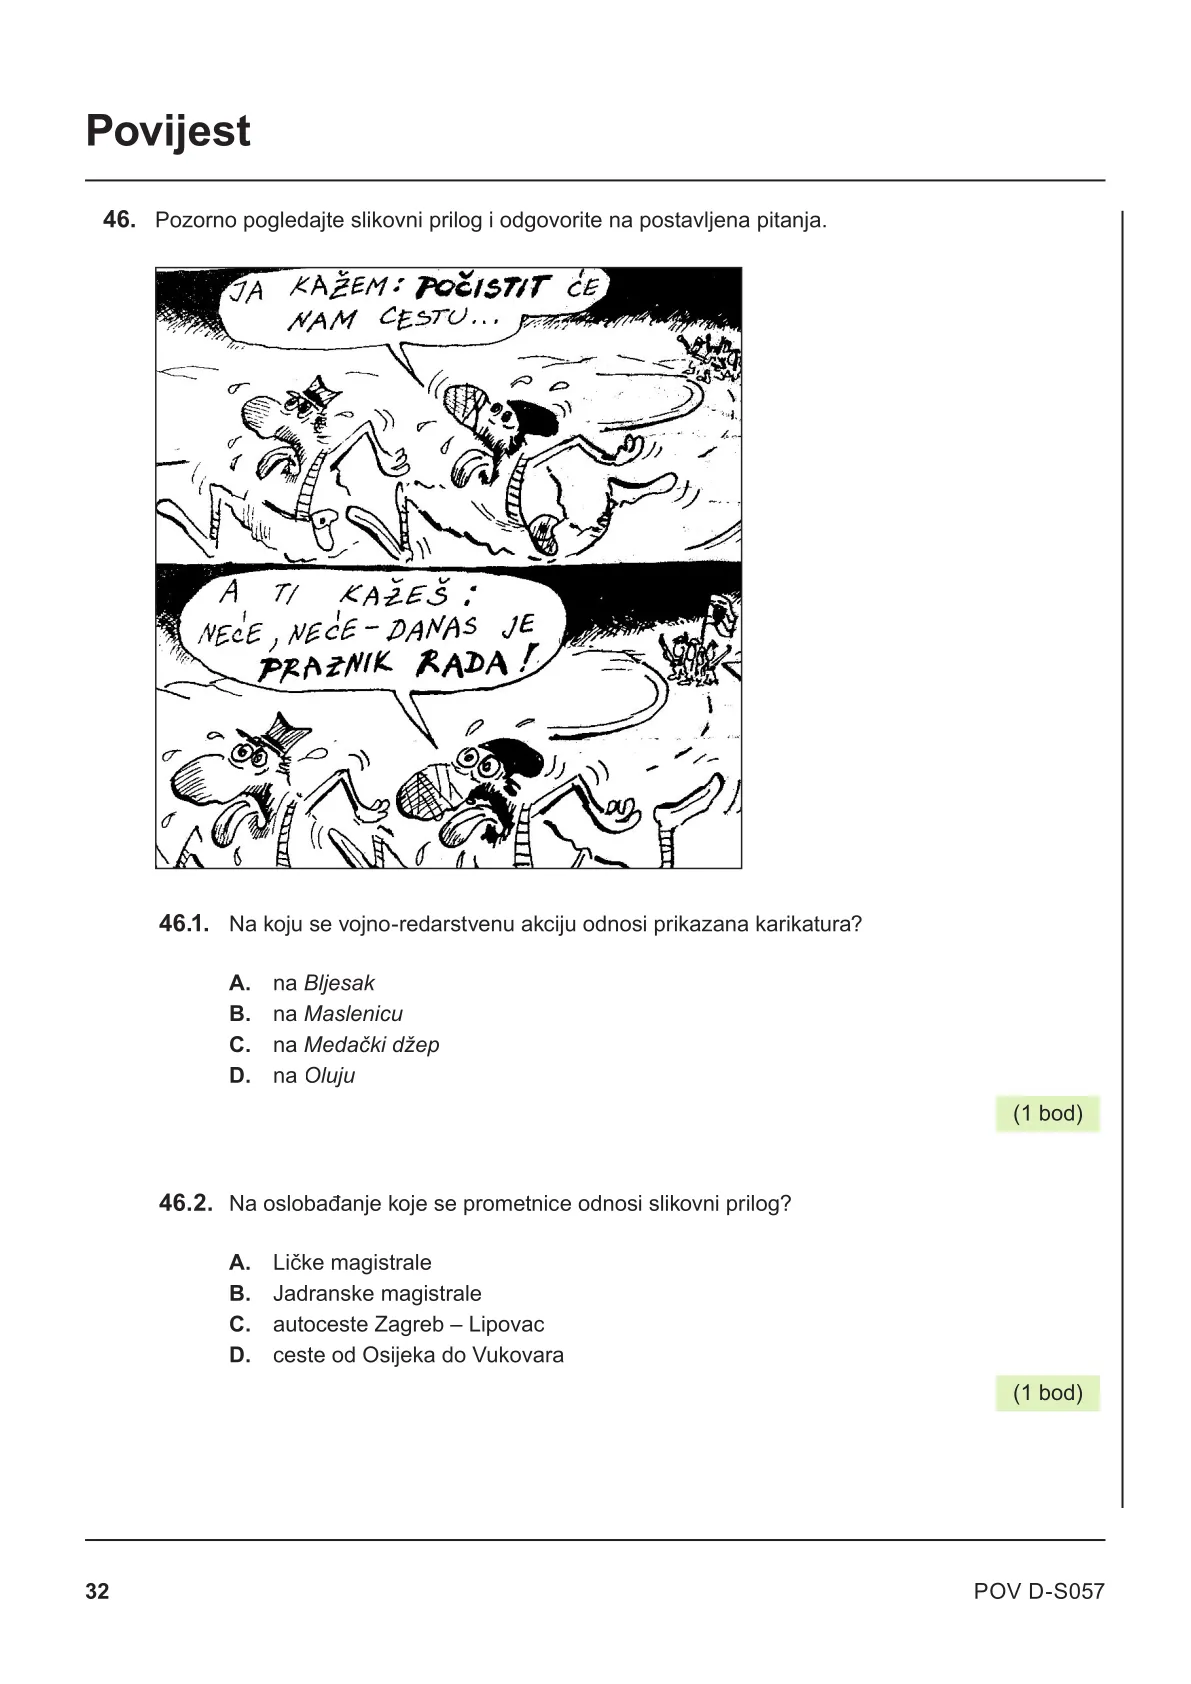 Povijest
46. Pozorno pogledajte slikovni prilog i odgovorite na postavljena pitanja.
JA KAŽEM: POČISTIT ĆE
NAM CESTU...
A TI KAŽEŠ:
NEĆE, NEĆE - DANAS JE
PRAZNIK RADA!
46.1. Na koju se vojno-redarstvenu akciju odnosi prikazana karikatura?
A. na Bljesak
B. na Maslenicu
C. na Medački džep
D. na Oluju
(1 bod)
46.2. Na oslobađanje koje se prometnice odnosi slikovni prilog?
A. Ličke magistrale
B. Jadranske magistrale
C. autoceste Zagreb – Lipovac
D. ceste od Osijeka do Vukovara
(1 bod)
32
POV D-S057